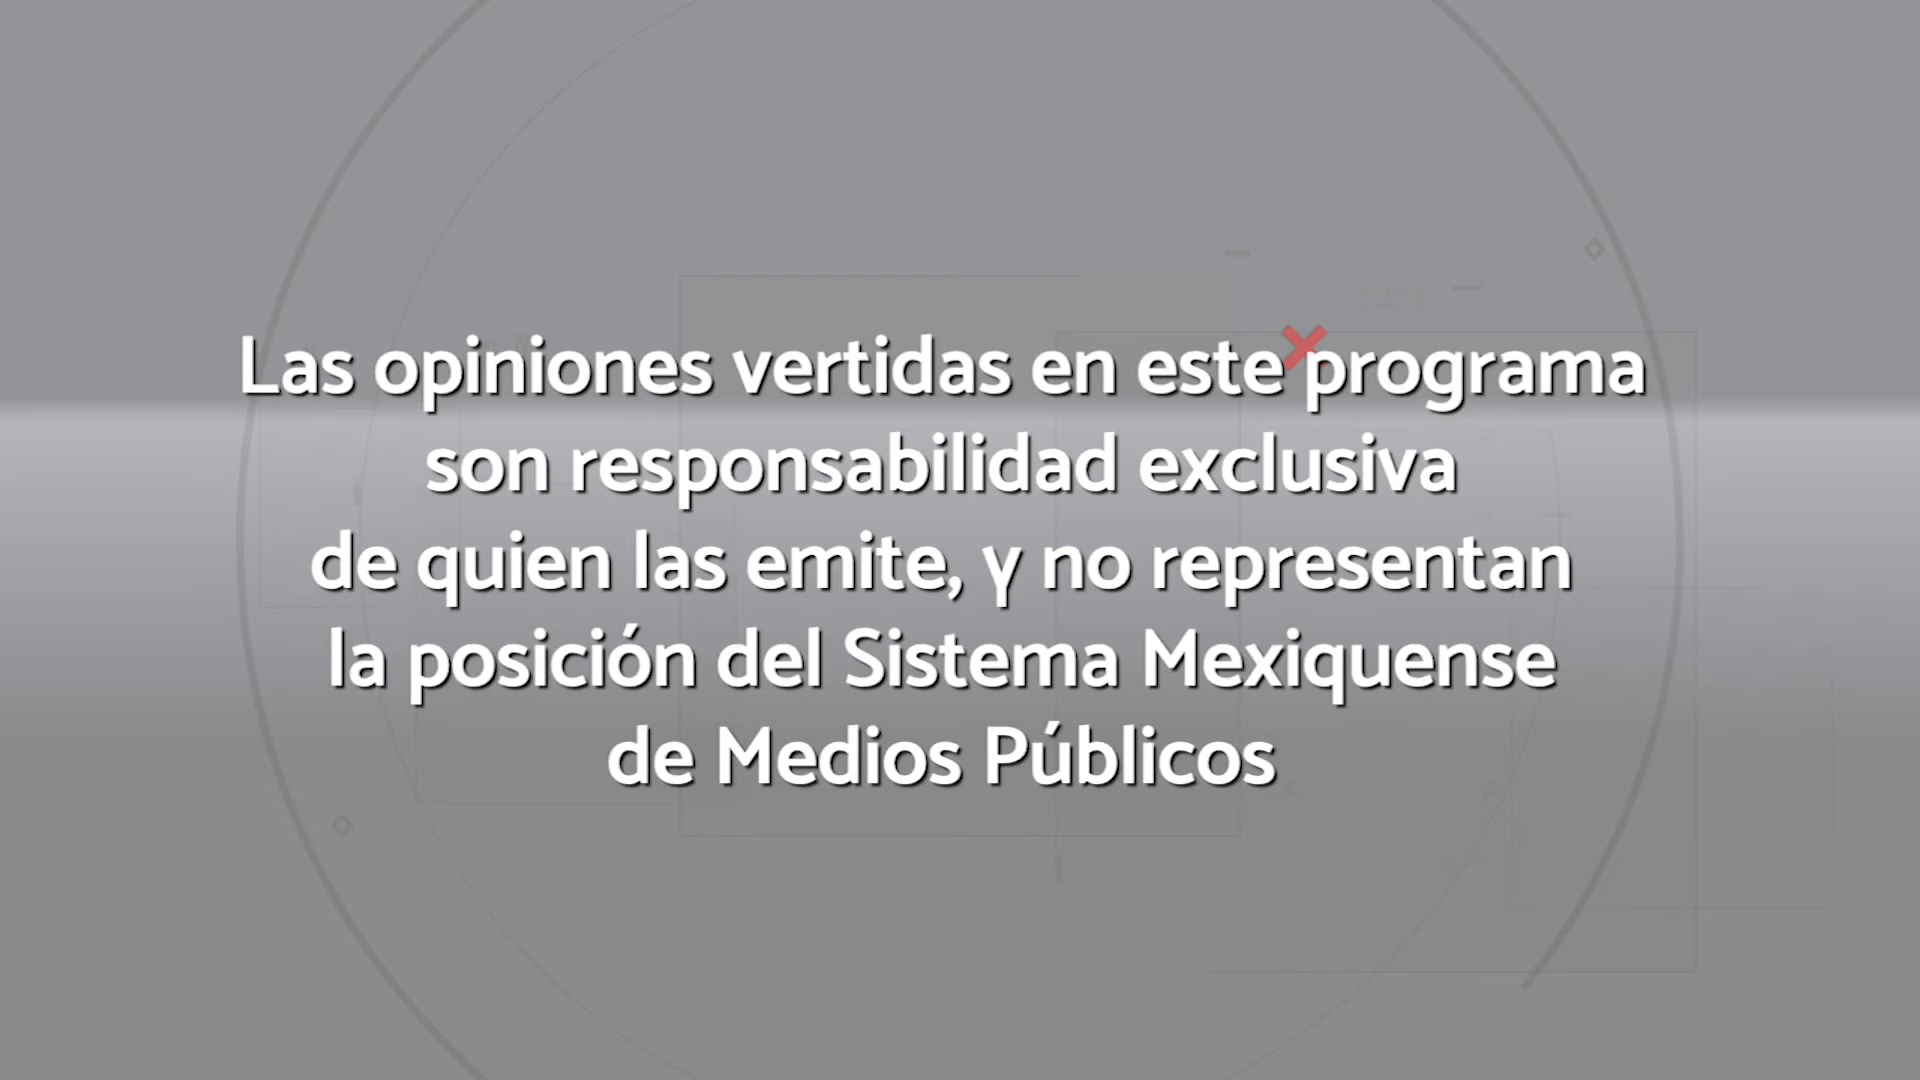 Las opiniones vertidas en este programa
son responsabilidad exclusiva
de quien las emite, y no representan
la posición del Sistema Mexiquense
de Medios Públicos